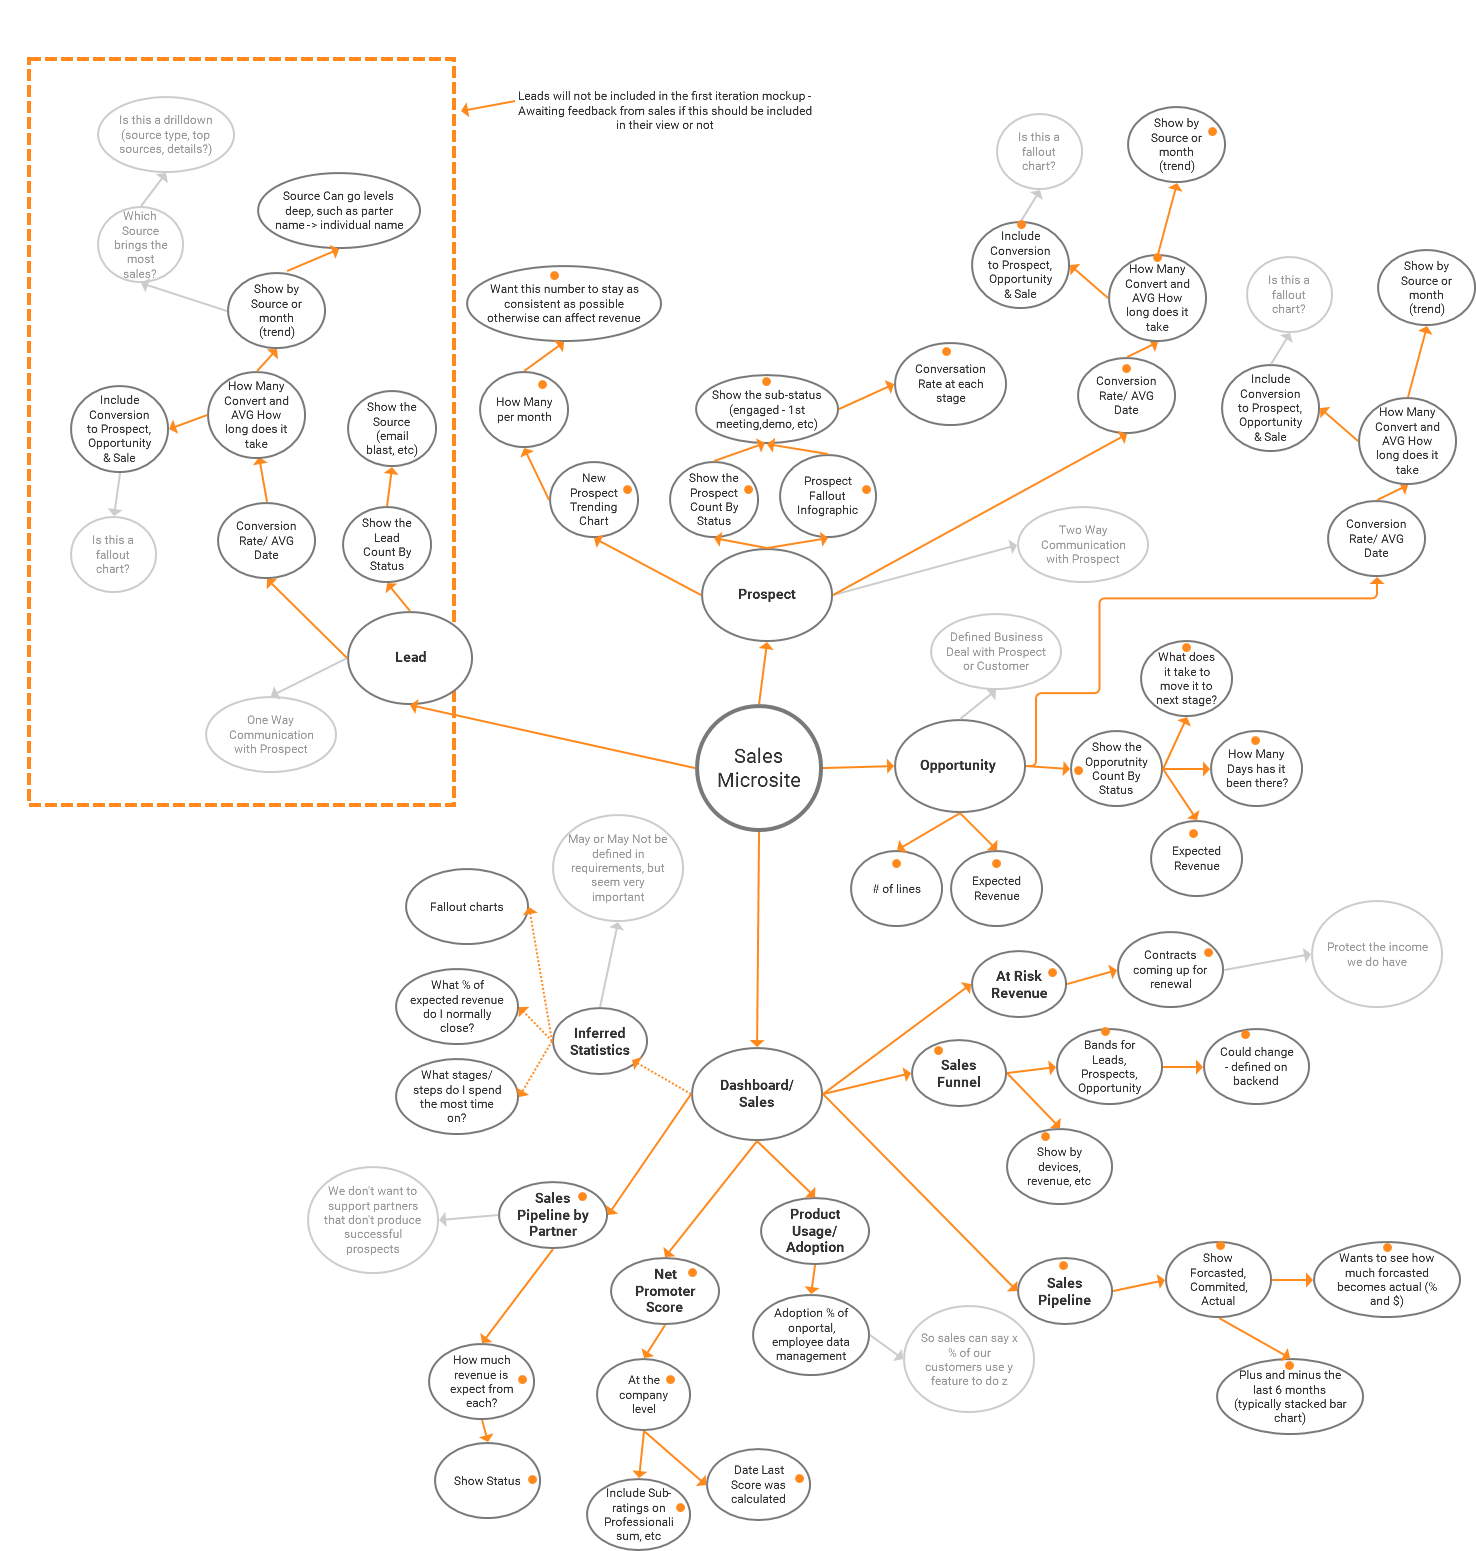 Leads will not be included in the first iteration mockup -
Awaiting feedback from sales if this should be included
in their view or not
Is this a drilldown
(source type, top
sources, details?)
Which
Source
brings the
most
sales?
Source Can go levels
deep, such as parter
name -> individual name
Show by
Source or
month
(trend)
Include
Conversion
to Prospect,
Opportunity
& Sale
How Many
Convert and
AVG How
long does it
take
Show the
Source
(email
blast, etc)
Is this a
fallout
chart?
Conversion
Rate/ AVG
Date
Show the
Lead
Count By
Status
Lead
One Way
Communication
with Prospect
Want this number to stay as
consistent as possible
otherwise can affect revenue
How Many
per month
New
Prospect
Trending
Chart
Show the sub-status
(engaged - 1st
meeting,demo, etc)
Conversation
Rate at each
stage
Show the
Prospect
Count By
Status
Prospect
Fallout
Infographic
Prospect
Two Way
Communication
with Prospect
Is this a
fallout
chart?
Show by
Source or
month
(trend)
Include
Conversion
to Prospect,
Opportunity
& Sale
How Many
Convert and
AVG How
long does it
take
Conversion
Rate/ AVG
Date
Is this a
fallout
chart?
Show by
Source or
month
(trend)
Include
Conversion
to Prospect,
Opportunity
& Sale
How Many
Convert and
AVG How
long does it
take
Conversion
Rate/ AVG
Date
Defined Business
Deal with Prospect
or Customer
Sales
Microsite
Opportunity
Show the
Opporutnity
Count By
Status
What does
it take to
move it to
next stage?
How Many
Days has it
been there?
Expected
Revenue
# of lines
Expected
Revenue
May or May Not be
defined in
requirements, but
seem very
important
Fallout charts
What % of
expected revenue
do I normally
close?
What stages/
steps do I spend
the most time
on?
Inferred
Statistics
Dashboard/
Sales
At Risk
Revenue
Contracts
coming up for
renewal
Protect the income
we do have
Sales
Funnel
Bands for
Leads,
Prospects,
Opportunity
Could change
- defined on
backend
Show by
devices,
revenue, etc
We don't want to
support partners
that don't produce
successful
prospects
Sales
Pipeline by
Partner
How much
revenue is
expect from
each?
Show Status
Net
Promoter
Score
At the
company
level
Include Sub-
ratings on
Professionali
sum, etc
Date Last
Score was
calculated
Product
Usage/
Adoption
Adoption % of
onportal,
employee data
management
So sales can say x
% of our
customers use y
feature to do z
Sales
Pipeline
Show
Forcasted,
Commited,
Actual
Wants to see how
much forcasted
becomes actual (%
and $)
Plus and minus the
last 6 months
(typically stacked bar
chart)